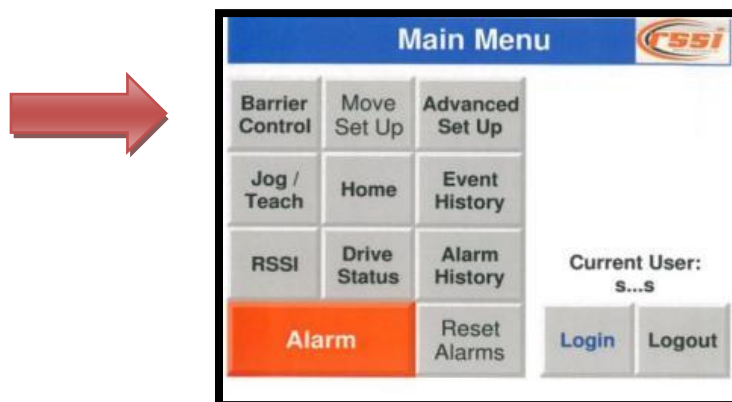 Main Menu
rssi
Barrier
Control
Move
Set Up
Advanced
Set Up
Jog /
Teach
Home
Event
History
RSSI
Drive
Status
Alarm
History
Current User:
s...s
Alarm
Reset
Alarms
Login
Logout